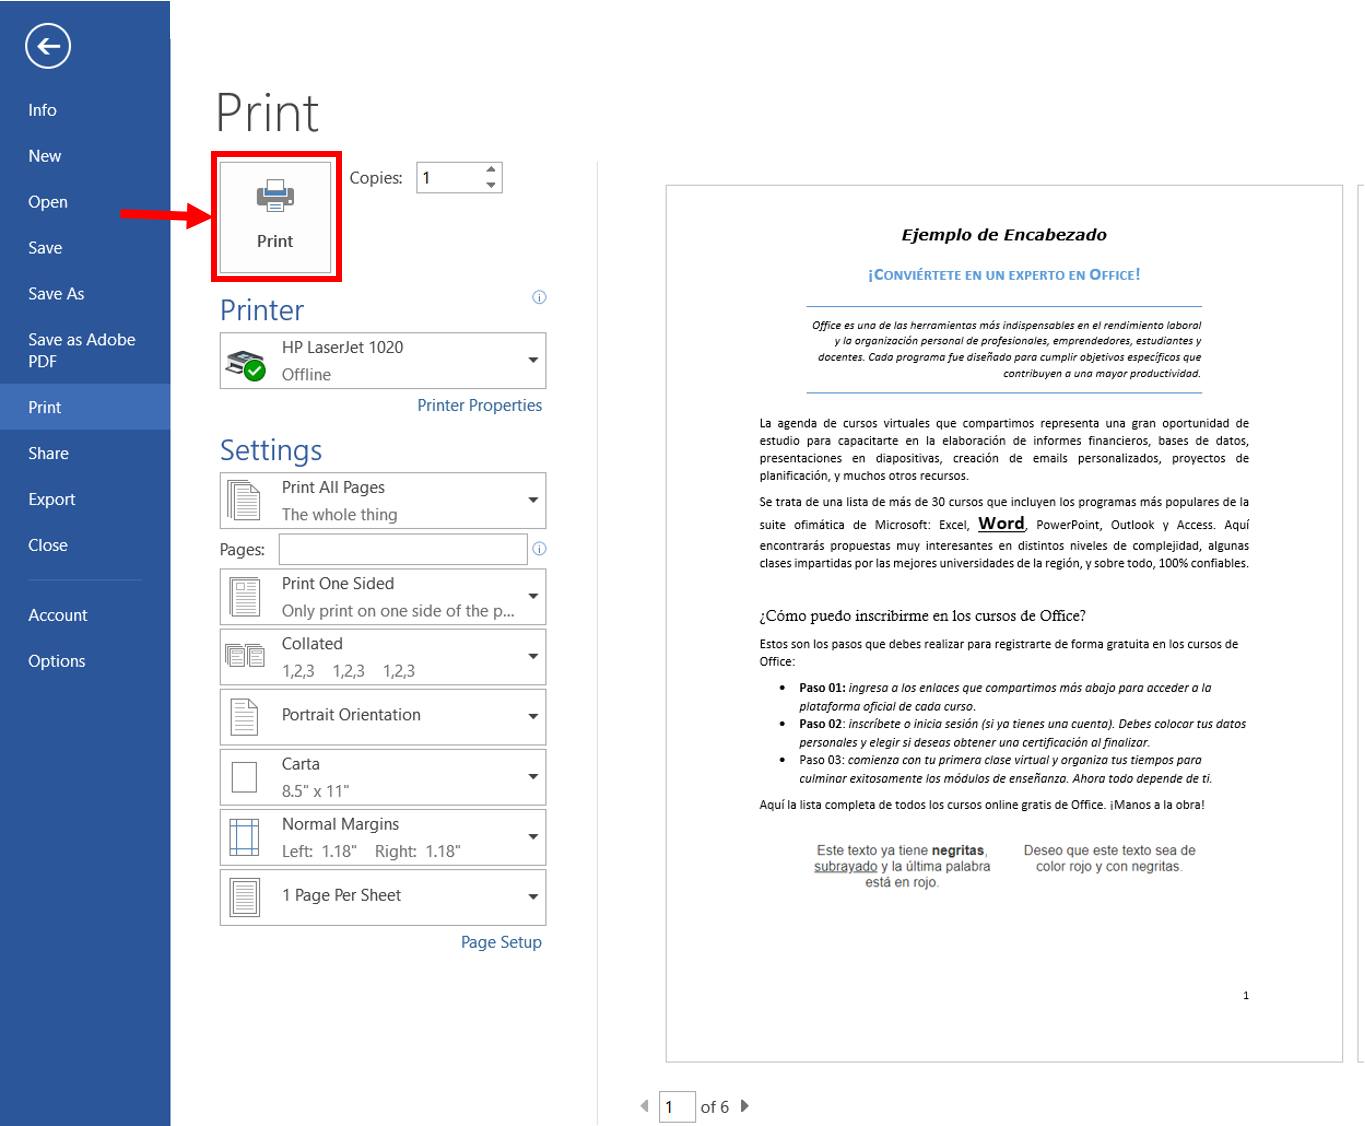 Info
New
Open
Save
Save As
Save as Adobe
PDF
Print
Share
Export
Close
Account
Options
Print
Print
Copies: 1
Printer
HP LaserJet 1020
Offline
Printer Properties
Settings
Print All Pages
The whole thing
Pages:
Print One Sided
Only print on one side of the p...
Collated
1,2,3 1,2,3 1,2,3
Portrait Orientation
Carta
8.5" x 11"
Normal Margins
Left: 1.18" Right: 1.18"
1 Page Per Sheet
Page Setup
Ejemplo de Encabezado
¡CONVIÉRTETE EN UN EXPERTO EN OFFICE!
Office es una de las herramientas más indispensables en el rendimiento laboral
y la organización personal de profesionales, emprendedores, estudiantes y
docentes. Cada programa fue diseñado para cumplir objetivos específicos que
contribuyen a una mayor productividad.
La agenda de cursos virtuales que compartimos representa una gran oportunidad de
estudio para capacitarte en la elaboración de informes financieros, bases de datos,
presentaciones en diapositivas, creación de emails personalizados, proyectos de
planificación, y muchos otros recursos.
Se trata de una lista de más de 30 cursos que incluyen los programas más populares de la
suite ofimática de Microsoft: Excel, Word, PowerPoint, Outlook y Access. Aquí
encontrarás propuestas muy interesantes en distintos niveles de complejidad, algunas
clases impartidas por las mejores universidades de la región, y sobre todo, 100% confiables.
¿Cómo puedo inscribirme en los cursos de Office?
Estos son los pasos que debes realizar para registrarte de forma gratuita en los cursos de
Office:
• Paso 01: ingresa a los enlaces que compartimos más abajo para acceder a la
plataforma oficial de cada curso.
• Paso 02: inscríbete o inicia sesión (si ya tienes una cuenta). Debes colocar tus datos
personales y elegir si deseas obtener una certificación al finalizar.
• Paso 03: comienza con tu primera clase virtual y organiza tus tiempos para
culminar exitosamente los módulos de enseñanza. Ahora todo depende de ti.
Aquí la lista completa de todos los cursos online gratis de Office. ¡Manos a la obra!
Este texto ya tiene negritas,
subrayado y la última palabra
está en rojo.
Deseo que este texto sea de
color rojo y con negritas.
1
1 of 6